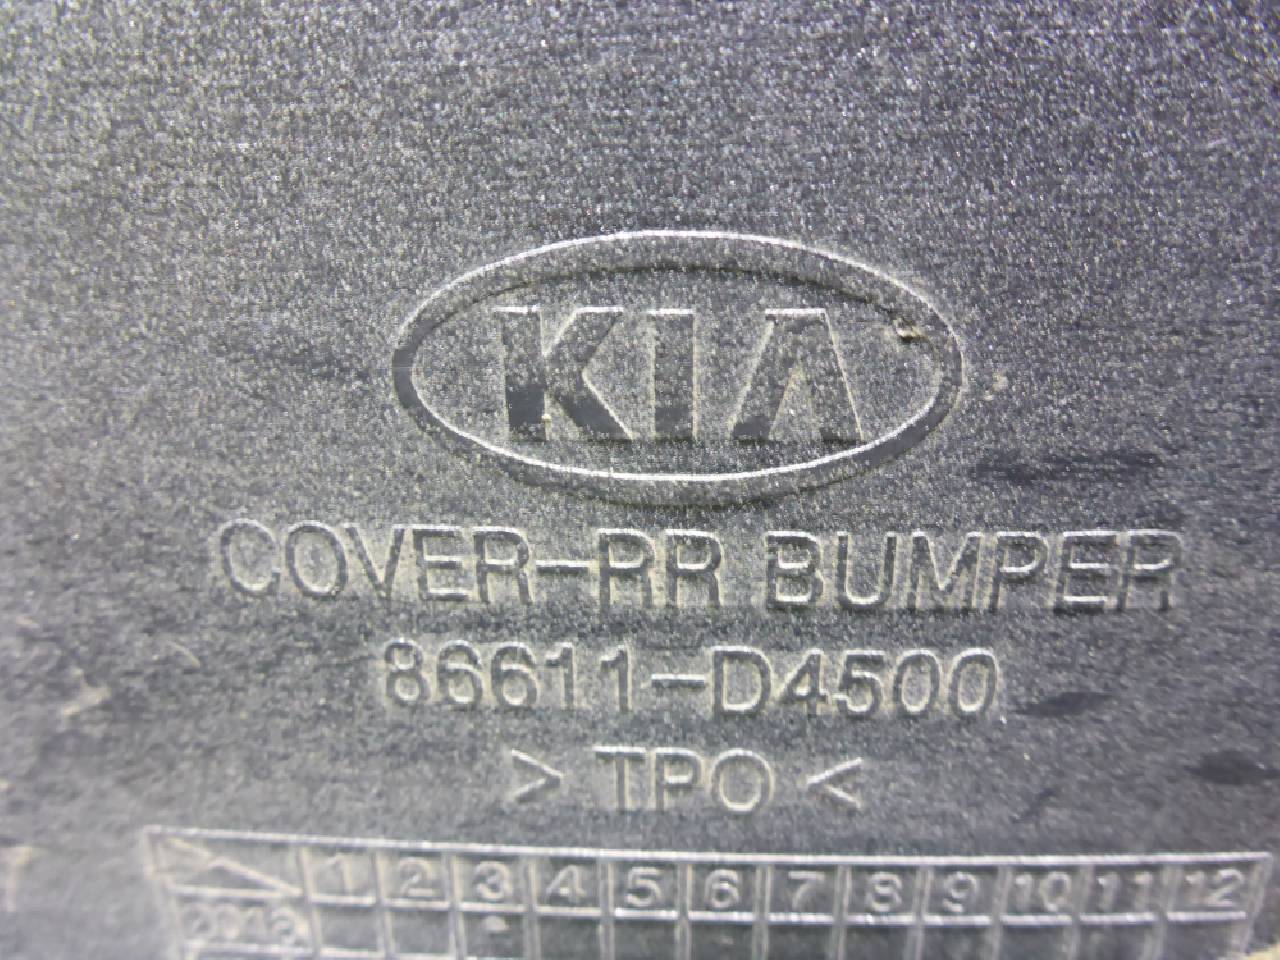 KIA
COVER-RR BUMPER
86611-D4500
> TPO <
1 2 3 4 5 6 7 8 9 10 11 12